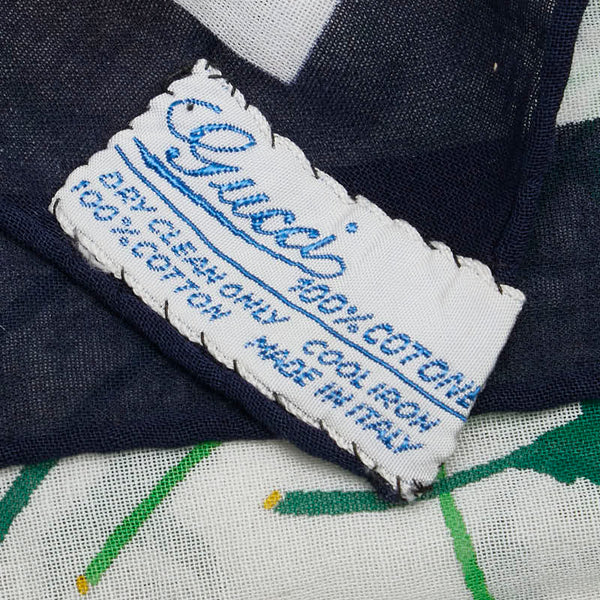 Gucci
100% COTONE
DRY CLEAN ONLY COOL IRON
100% COTTON MADE IN ITALY